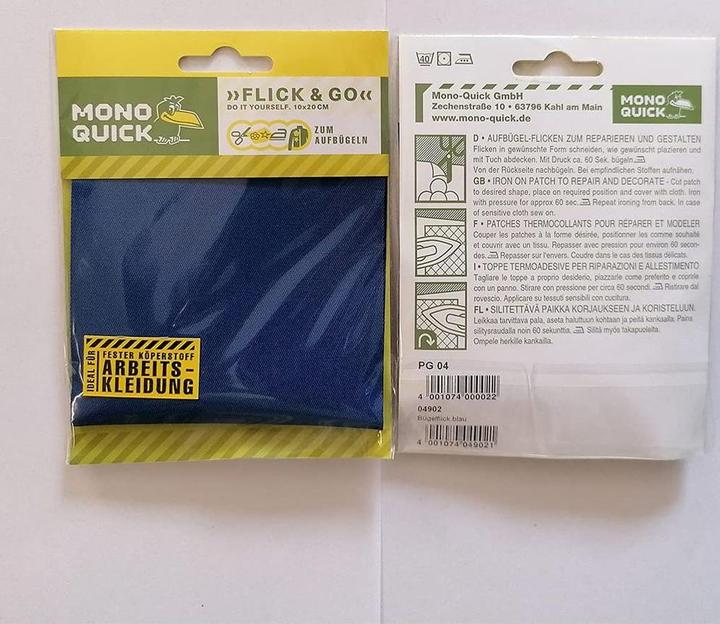 MONO
QUICK
»FLICK & GO«
DO IT YOURSELF. 10x20CM
ZUM
AUFBÜGELN
IDEAL FÜR
FESTER KÖPERSTOFF
ARBEITS-
KLEIDUNG
40
Mono-Quick GmbH
Zechenstraße 10 • 63796 Kahl am Main
www.mono-quick.de
MONO
QUICK
D • AUFBÜGEL-FLICKEN ZUM REPARIEREN UND GESTALTEN
Flicken in gewünschte Form schneiden, wie gewünscht plazieren und
mit Tuch abdecken. Mit Druck ca. 60 Sek. bügeln.
Von der Rückseite nachbügeln. Bei empfindlichen Stoffen aufnähen.
GB • IRON ON PATCH TO REPAIR AND DECORATE - Cut patch
to desired shape, place on required position and cover with cloth. Iron
with pressure for approx 60 sec. Repeat ironing from back. In case
of sensitive cloth sew on.
F • PATCHES THERMOCOLLANTS POUR RÉPARER ET MODELER
Couper les patches à la forme désirée, positionner les comme souhaité
et couvrir avec un tissu. Repasser avec pression pour environ 60 secon-
des. Repasser sur l'envers. Coudre dans le cas des tissus délicats.
I • TOPPE TERMOADESIVE PER RIPARAZIONI E ALLESTIMENTO
Tagliare le toppe a proprio desiderio, piazzarle come preferito e coprire
con un panno. Stirare con pressione per circa 60 secondi. Ristirare dal
rovescio. Applicare su tessuti sensibili con cucitura.
FL • SILITETTÄVÄ PAIKKA KORJAUKSEEN JA KORISTELUUN.
Leikkaa tarvittava pala, aseta haluttuun kohtaan ja peitä kankaalla. Paina
silitysraudalla noin 60 sekunttia. Siltä myös takapuolelta.
Ompele herkille kankailla.
PG 04
4 001074 000022
04902
Bügelflick blau
4 001074 049021